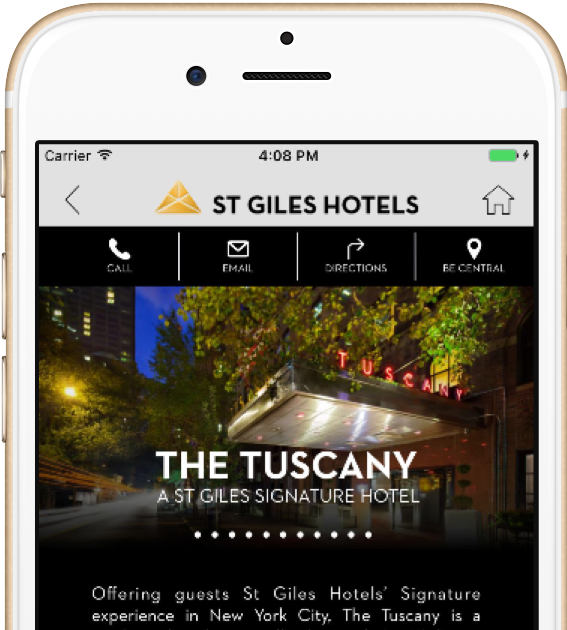 Carrier 4:08 PM
ST GILES HOTELS
CALL EMAIL DIRECTIONS BE CENTRAL
TUSCANY
THE TUSCANY
A ST GILES SIGNATURE HOTEL
Offering guests St Giles Hotels' Signature
experience in New York City, The Tuscany is a